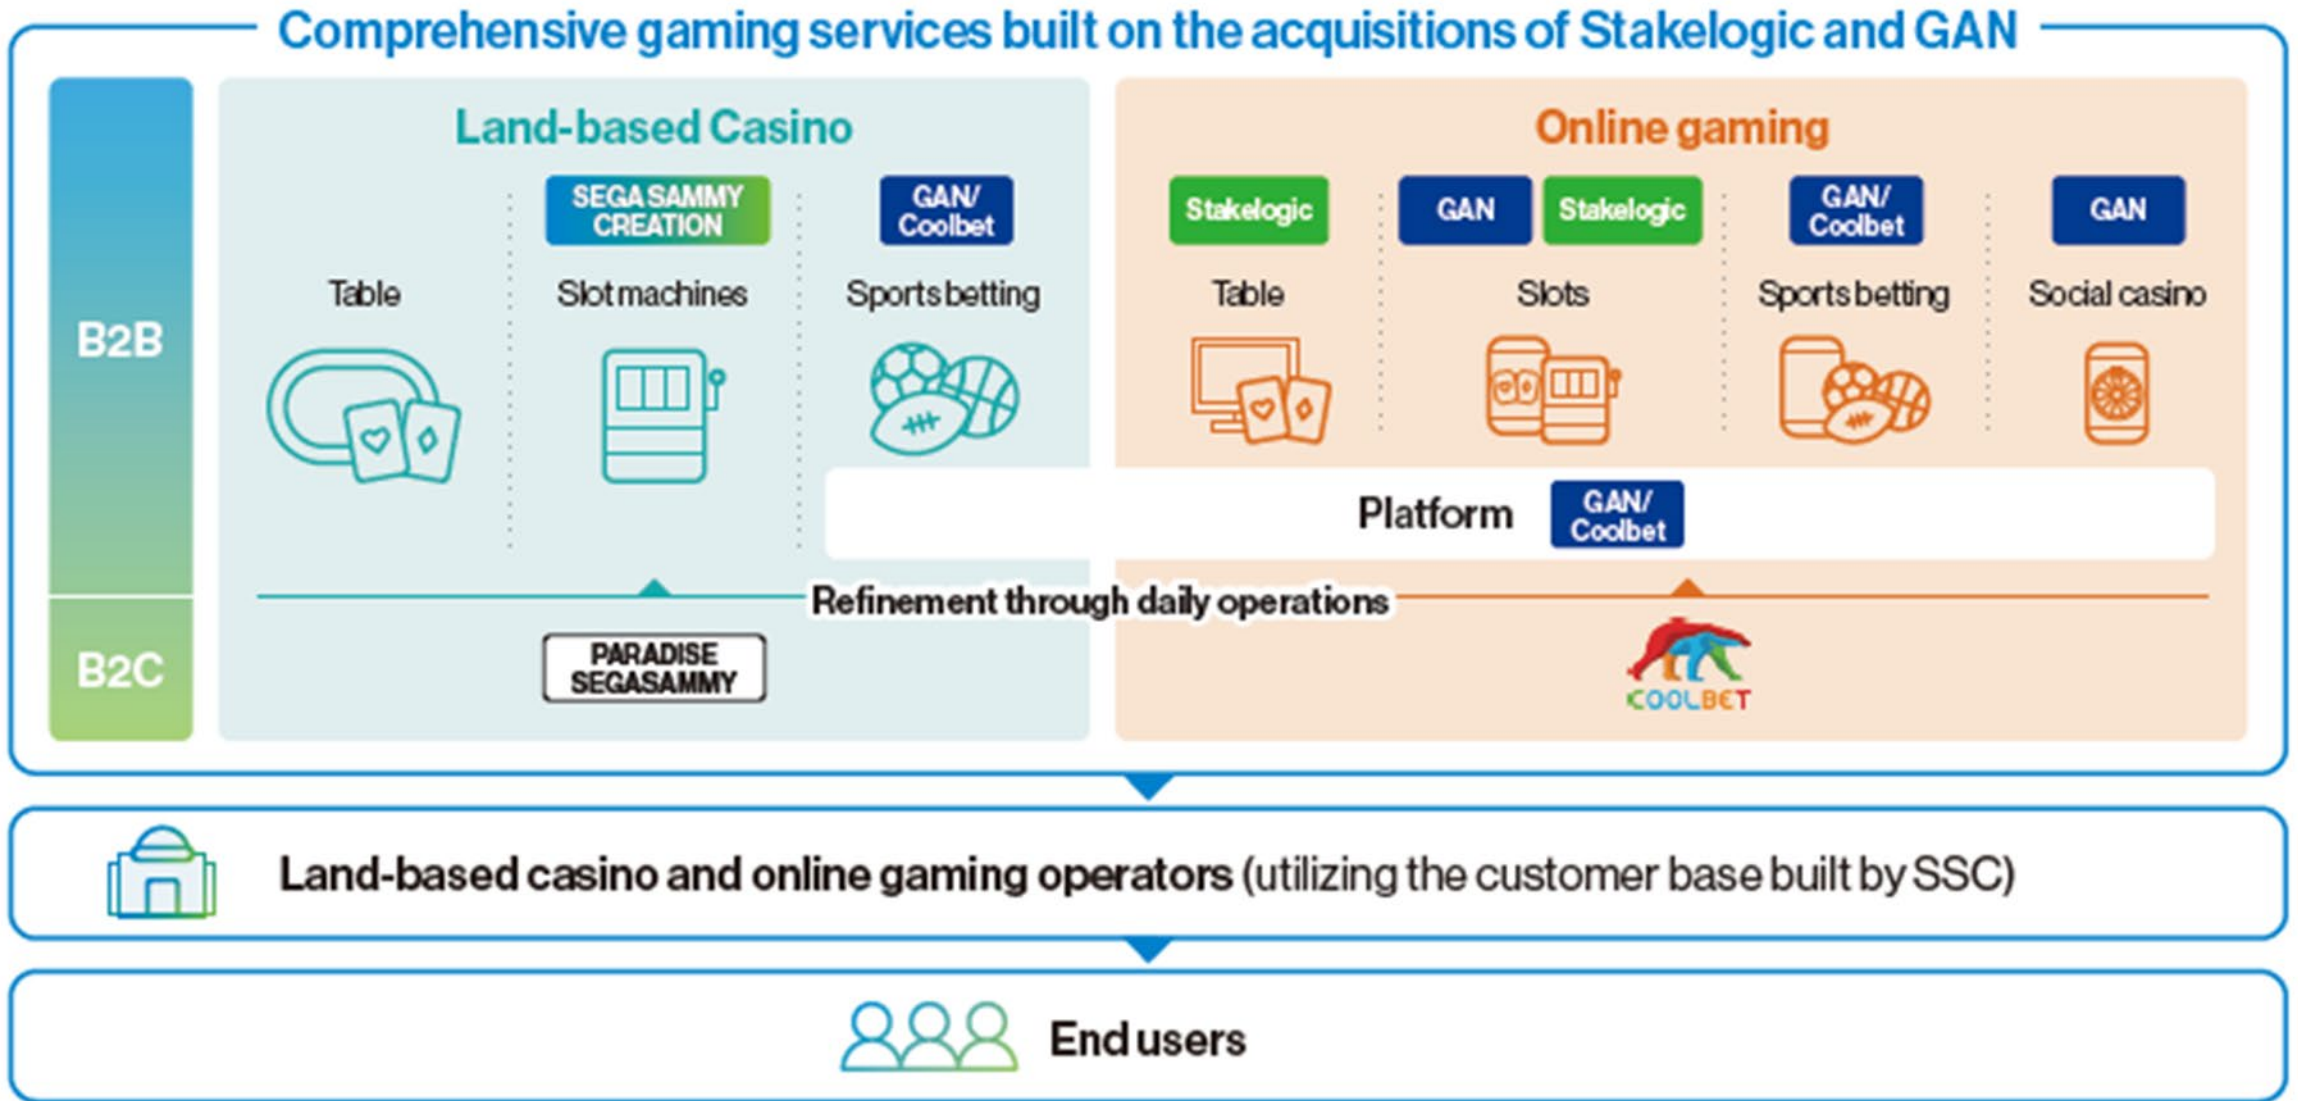 Comprehensive gaming services built on the acquisitions of Stakelogic and GAN
B2B
Land-based Casino
Table
SEGA SAMMY
CREATION
Slot machines
GAN/
Coolbet
Sports betting
Online gaming
Stakelogic
Table
GAN
Stakelogic
Slots
GAN/
Coolbet
Sports betting
GAN
Social casino
Platform
GAN/
Coolbet
Refinement through daily operations
B2C
PARADISE
SEGASAMMY
COOLBET
Land-based casino and online gaming operators (utilizing the customer base built by SSC)
End users